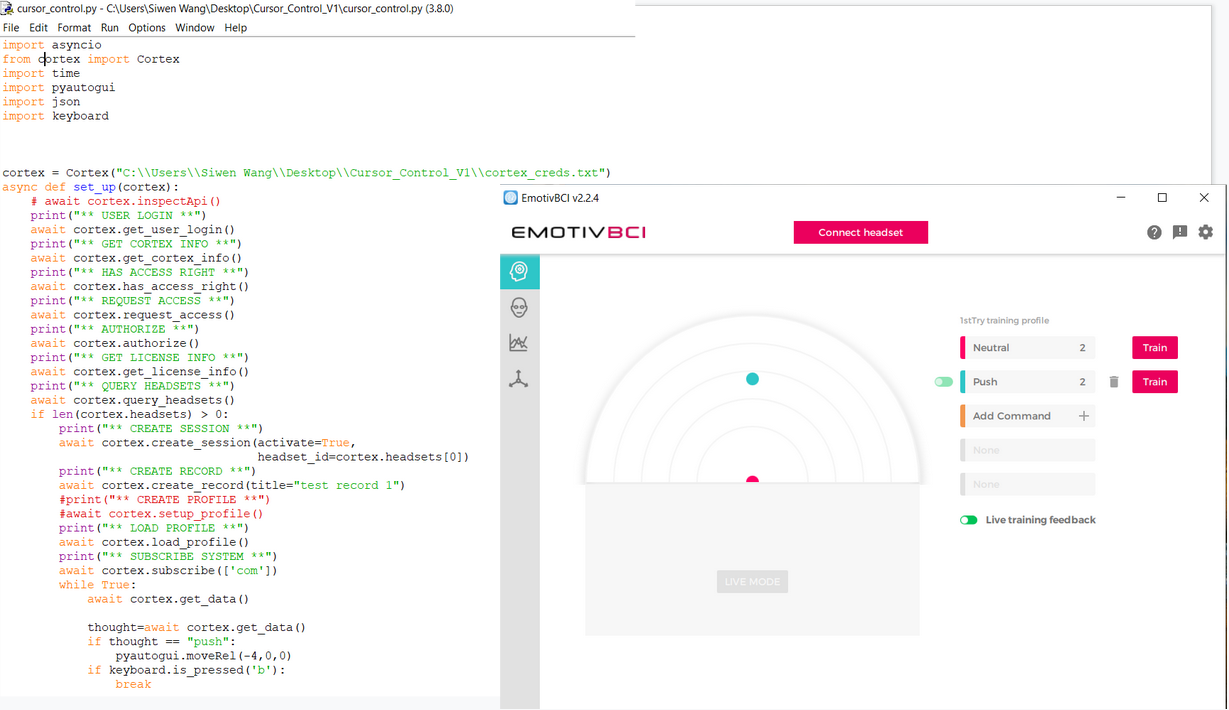 cursor_control.py - C:\Users\Siwen Wang\Desktop\Cursor_Control_V1\cursor_control.py (3.8.0)
File Edit Format Run Options Window Help
import asyncio
from cortex import Cortex
import time
import pyautogui
import json
import keyboard
cortex = Cortex("C:\\Users\\Siwen Wang\\Desktop\\Cursor_Control_V1\\cortex_creds.txt")
async def set_up(cortex):
    # await cortex.inspectApi()
    print("** USER LOGIN **")
    await cortex.get_user_login()
    print("** GET CORTEX INFO **")
    await cortex.get_cortex_info()
    print("** HAS ACCESS RIGHT **")
    await cortex.has_access_right()
    print("** REQUEST ACCESS **")
    await cortex.request_access()
    print("** AUTHORIZE **")
    await cortex.authorize()
    print("** GET LICENSE INFO **")
    await cortex.get_license_info()
    print("** QUERY HEADSETS **")
    await cortex.query_headsets()
    if len(cortex.headsets) > 0:
        print("** CREATE SESSION **")
        await cortex.create_session(activate=True,
                                    headset_id=cortex.headsets[0])
        print("** CREATE RECORD **")
        await cortex.create_record(title="test record 1")
        #print("** CREATE PROFILE **")
        #await cortex.setup_profile()
        print("** LOAD PROFILE **")
        await cortex.load_profile()
        print("** SUBSCRIBE SYSTEM **")
        await cortex.subscribe(['com'])
        while True:
            await cortex.get_data()
            thought=await cortex.get_data()
            if thought == "push":
                pyautogui.moveRel(-4,0,0)
            if keyboard.is_pressed('b'):
                break
EmotivBCI v2.2.4
EMOTIVBCI
Connect headset
1stTry training profile
Neutral 2 Train
Push 2 Train
Add Command +
None
None
Live training feedback
LIVE MODE